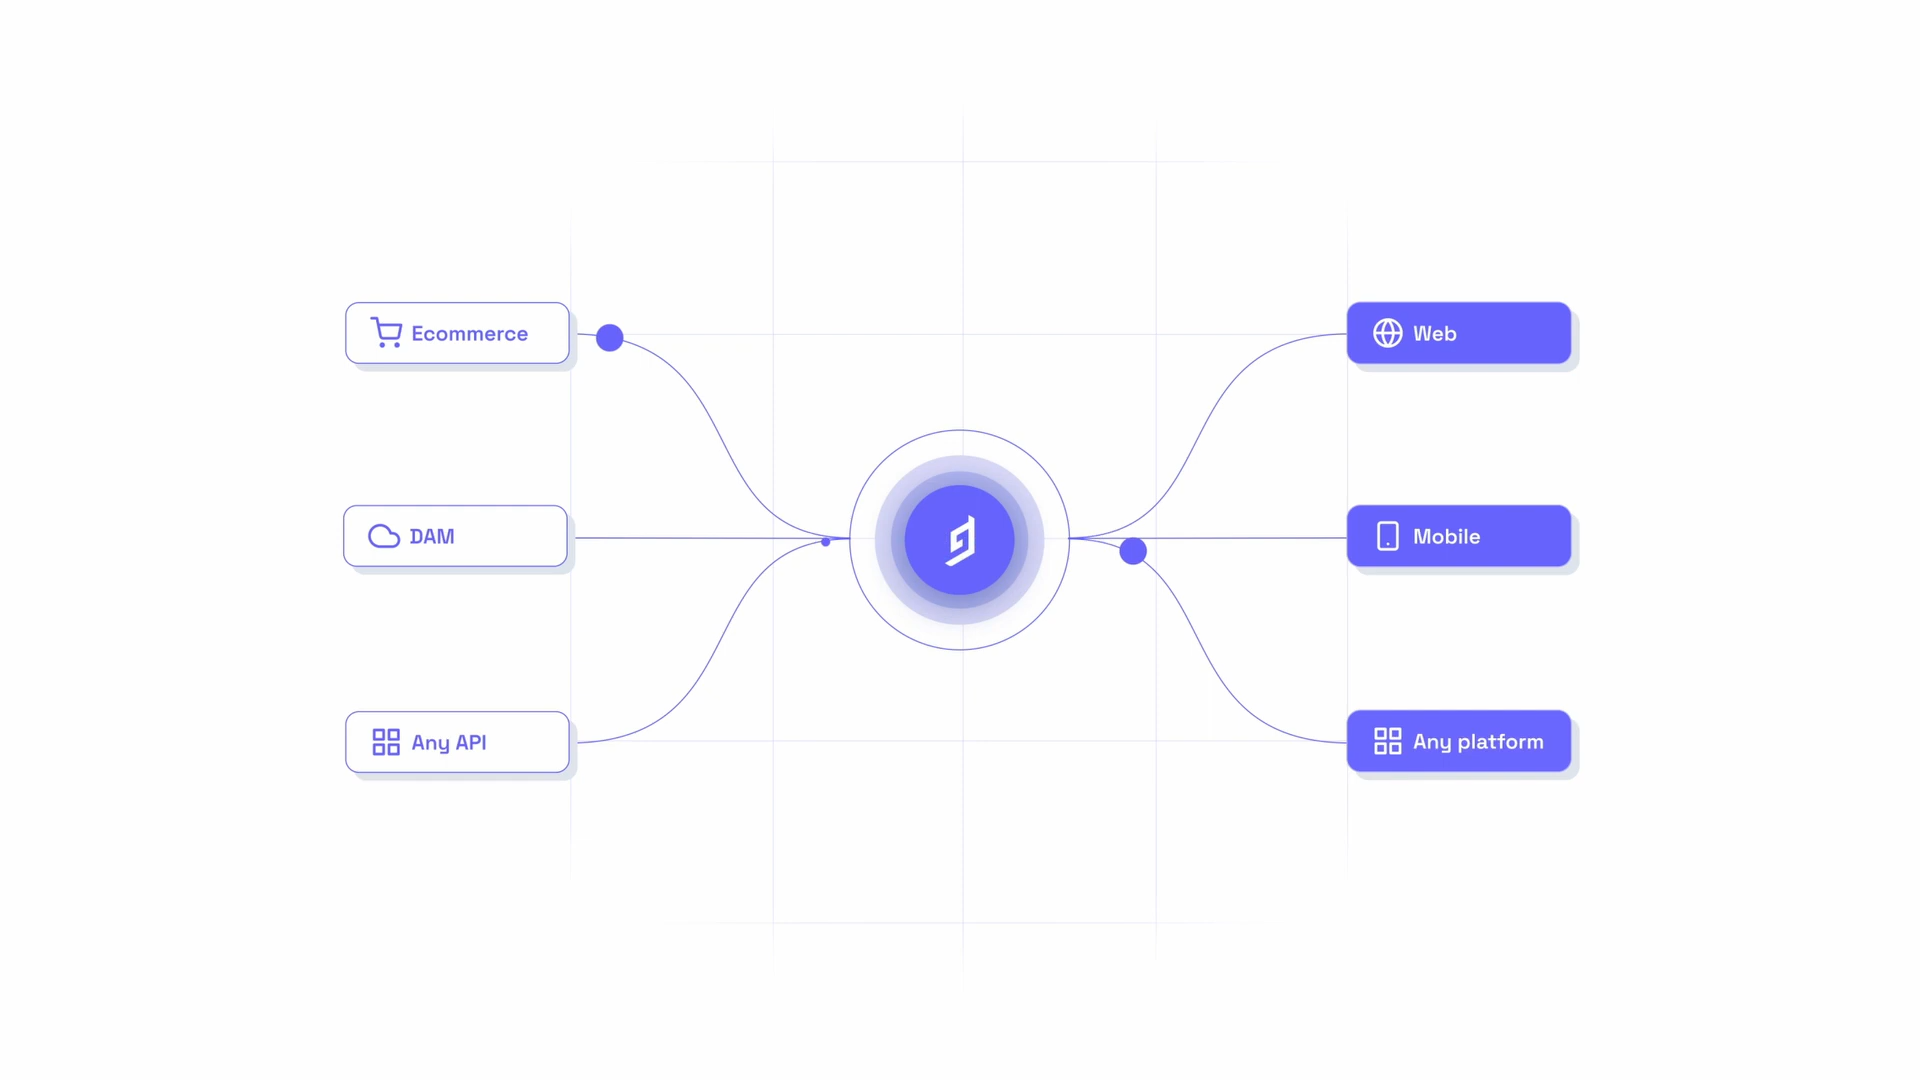 Ecommerce
DAM
Any API
Web
Mobile
Any platform